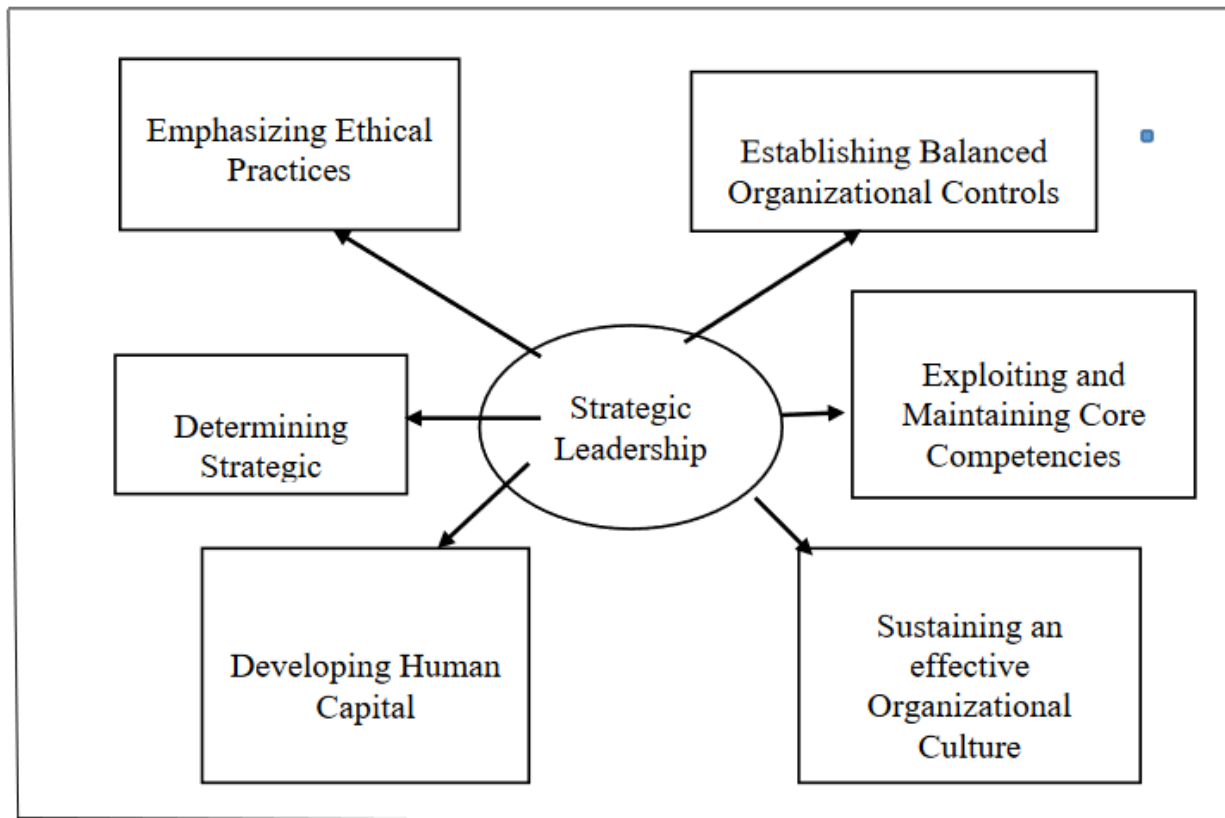 Emphasizing Ethical
Practices
Establishing Balanced
Organizational Controls
Strategic
Leadership
Determining
Strategic
Exploiting and
Maintaining Core
Competencies
Developing Human
Capital
Sustaining an
effective
Organizational
Culture